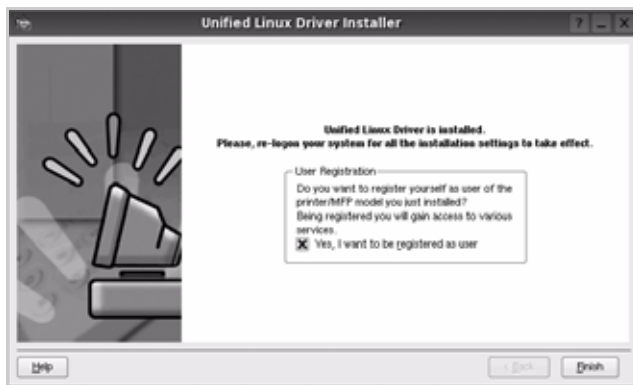 Unified Linux Driver Installer
Unified Linux Driver is installed.
Please, re-logon your system for all the installation settings to take effect.
User Registration
Do you want to register yourself as user of the
printer/MFP model you just installed?
Being registered you will gain access to various
services.
Yes, I want to be registered as user
Help
< Back
Finish